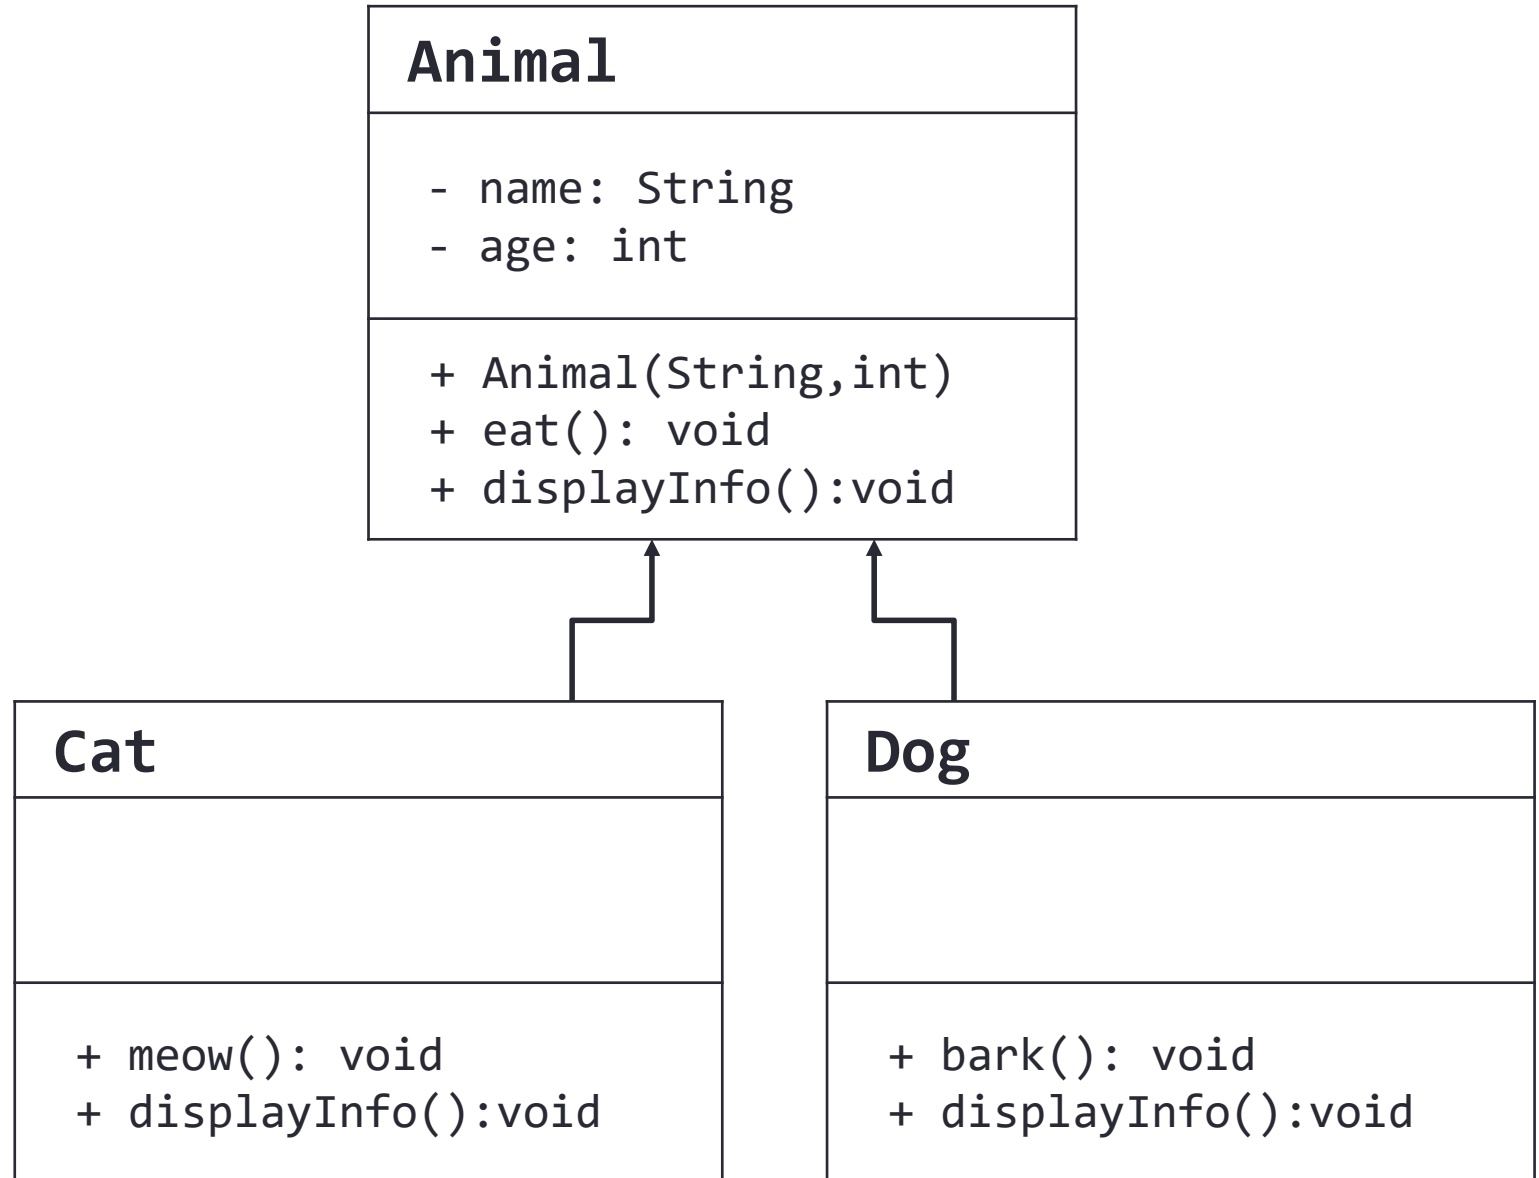 Animal
- name: String
- age: int
+ Animal(String,int)
+ eat(): void
+ displayInfo():void
Cat
+ meow(): void
+ displayInfo():void
Dog
+ bark(): void
+ displayInfo():void